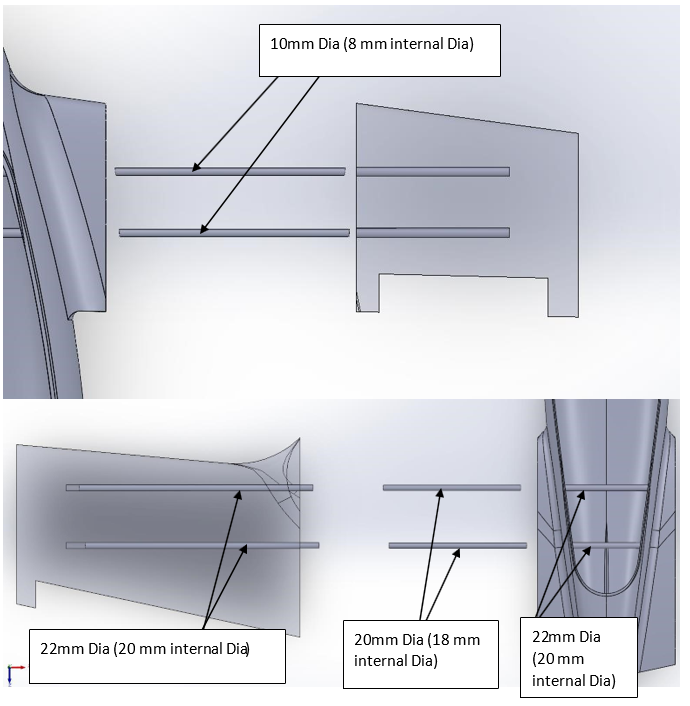 10mm Dia (8 mm internal Dia)
22mm Dia (20 mm internal Dia)
20mm Dia (18 mm
internal Dia)
22mm Dia
(20 mm
internal Dia)